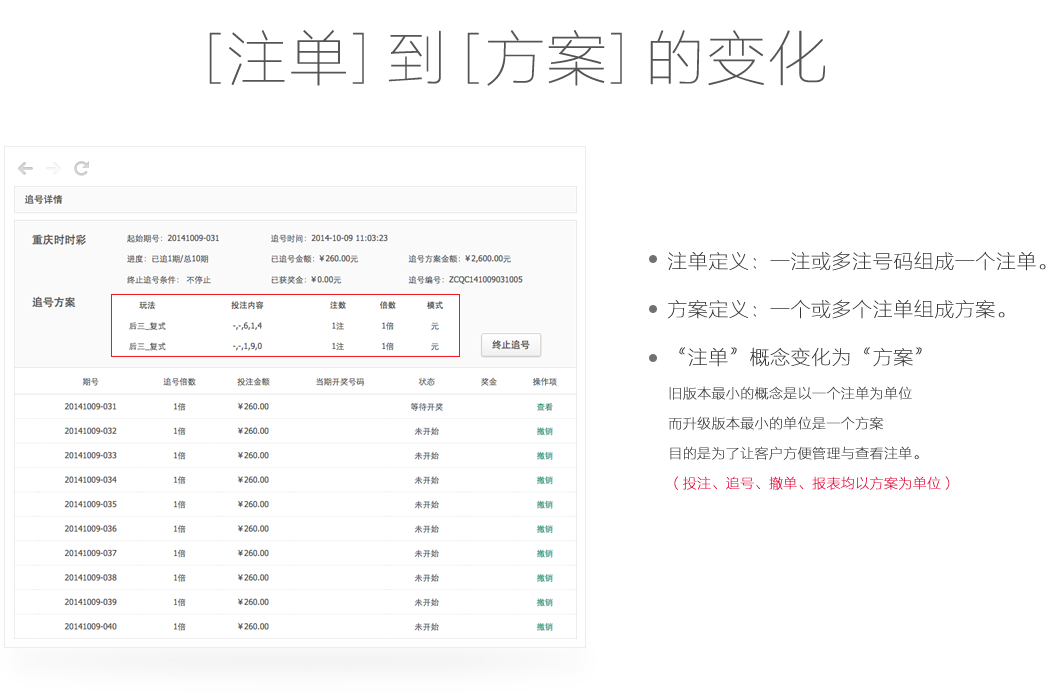 [注单] 到 [方案] 的变化
追号详情
重庆时时彩
起始期号：20141009-031
追号时间：2014-10-09 11:03:23
进度：已追1期/总10期
已追号金额：¥260.00元
追号方案金额：¥2,600.00元
终止追号条件： 不停止
已获奖金：¥0.00元
追号编号：ZCQC141009031005
追号方案
玩法 投注内容 注数 倍数 模式
后三_复式 -,-,6,1,4 1注 1倍 元
后三_复式 -,-,1,9,0 1注 1倍 元
终止追号
期号 追号倍数 投注金额 当期开奖号码 状态 奖金 操作项
20141009-031 1倍 ¥260.00 等待开奖 查看
20141009-032 1倍 ¥260.00 未开始 撤销
20141009-033 1倍 ¥260.00 未开始 撤销
20141009-034 1倍 ¥260.00 未开始 撤销
20141009-035 1倍 ¥260.00 未开始 撤销
20141009-036 1倍 ¥260.00 未开始 撤销
20141009-037 1倍 ¥260.00 未开始 撤销
20141009-038 1倍 ¥260.00 未开始 撤销
20141009-039 1倍 ¥260.00 未开始 撤销
20141009-040 1倍 ¥260.00 未开始 撤销
注单定义：一注或多注号码组成一个注单。
方案定义：一个或多个注单组成方案。
“注单”概念变化为“方案”
旧版本最小的概念是以一个注单为单位
而升级版本最小的单位是一个方案
目的是为了让客户方便管理与查看注单。
（投注、追号、撤单、报表均以方案为单位）